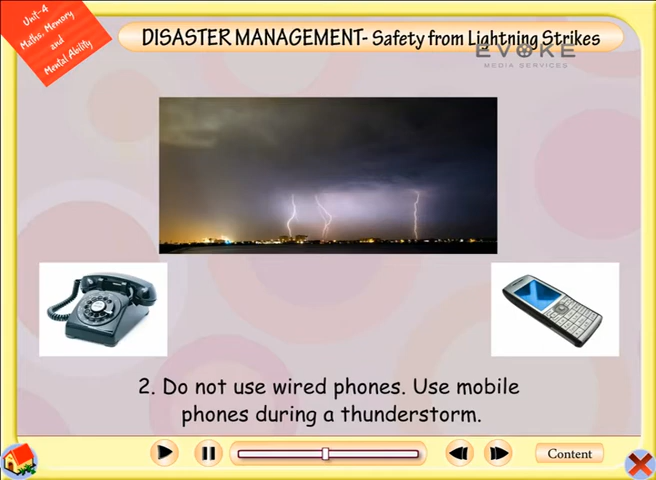 Unit-4
Maths, Memory
and
Mental Ability
DISASTER MANAGEMENT- Safety from Lightning Strikes
EVOKE
MEDIA SERVICES
2. Do not use wired phones. Use mobile
phones during a thunderstorm.
Content